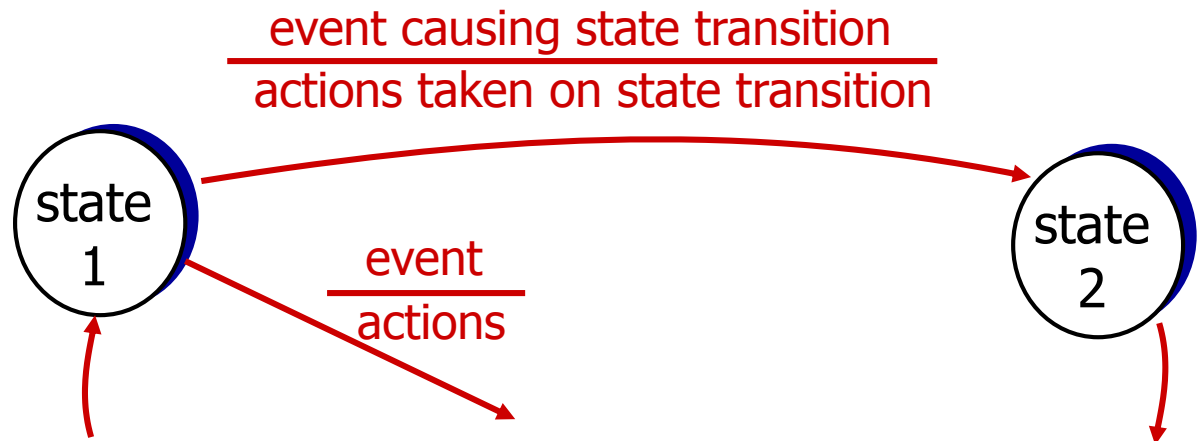 event causing state transition
actions taken on state transition
state
1
event
actions
state
2